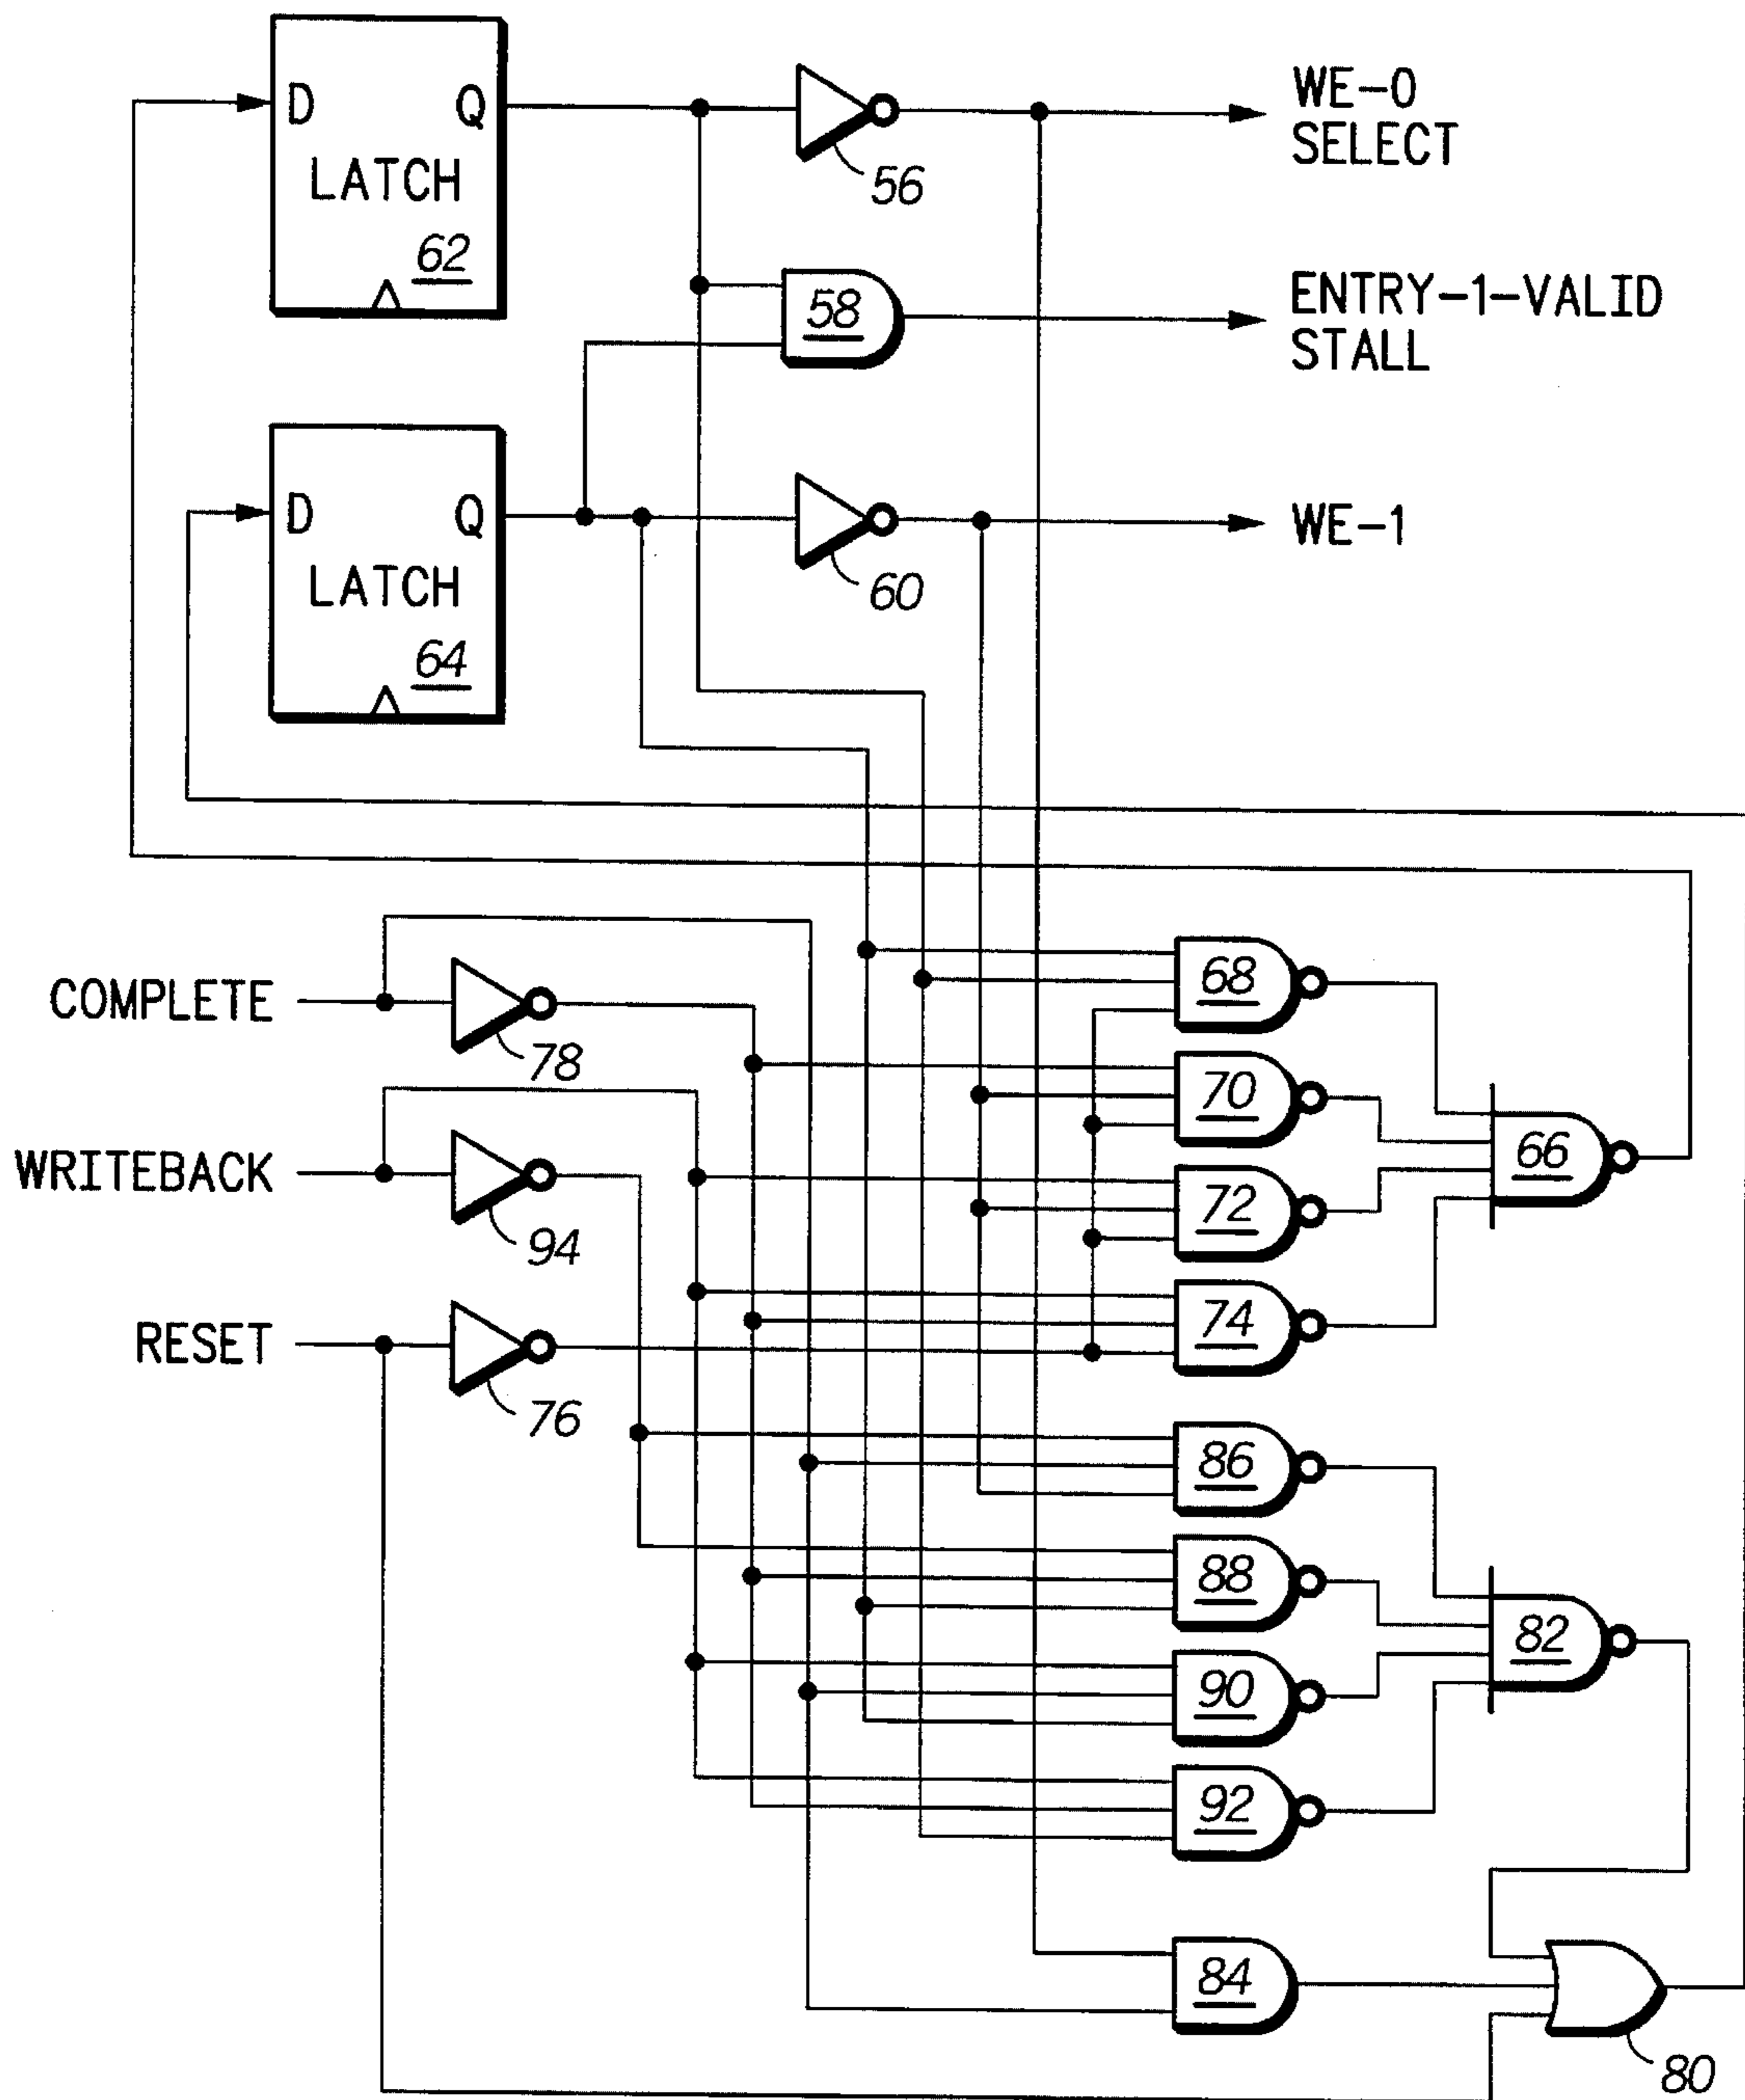 D Q
LATCH
62
56
WE-0
SELECT
58
ENTRY-1-VALID
STALL
D Q
LATCH
64
60
WE-1
COMPLETE
78
WRITEBACK
94
RESET
76
68
70
72
74
66
86
88
90
92
82
84
80